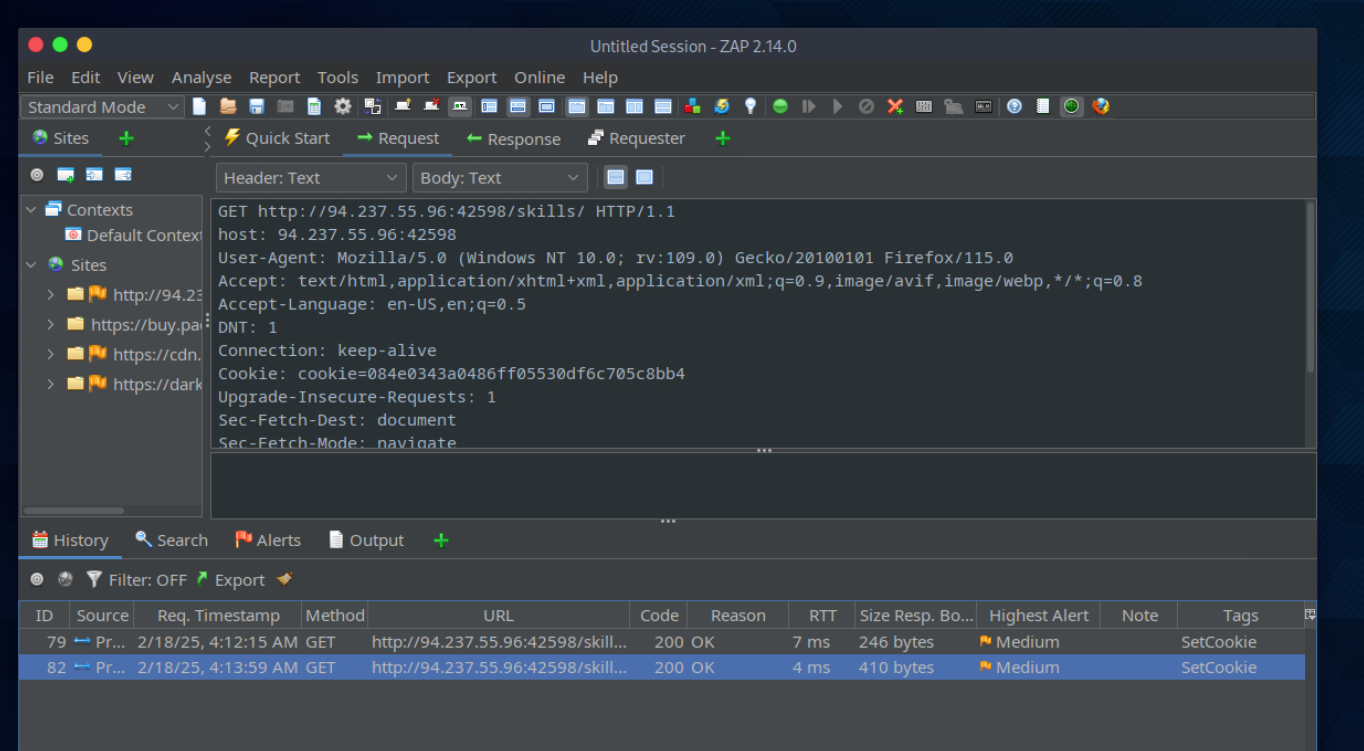 Untitled Session - ZAP 2.14.0
File Edit View Analyse Report Tools Import Export Online Help
Standard Mode
Sites
Quick Start Request Response Requester
Header: Text Body: Text
Contexts
Default Contex
Sites
http://94.23
https://buy.pa
https://cdn.
https://dark
GET http://94.237.55.96:42598/skills/ HTTP/1.1
host: 94.237.55.96:42598
User-Agent: Mozilla/5.0 (Windows NT 10.0; rv:109.0) Gecko/20100101 Firefox/115.0
Accept: text/html,application/xhtml+xml,application/xml;q=0.9,image/avif,image/webp,*/*;q=0.8
Accept-Language: en-US,en;q=0.5
DNT: 1
Connection: keep-alive
Cookie: cookie=084e0343a0486ff05530df6c705c8bb4
Upgrade-Insecure-Requests: 1
Sec-Fetch-Dest: document
Sec-Fetch-Mode: navigate
History Search Alerts Output
Filter: OFF Export
ID Source Req. Timestamp Method URL Code Reason RTT Size Resp. Bo... Highest Alert Note Tags
79 Pr... 2/18/25, 4:12:15 AM GET http://94.237.55.96:42598/skill... 200 OK 7 ms 246 bytes Medium SetCookie
82 Pr... 2/18/25, 4:13:59 AM GET http://94.237.55.96:42598/skill... 200 OK 4 ms 410 bytes Medium SetCookie